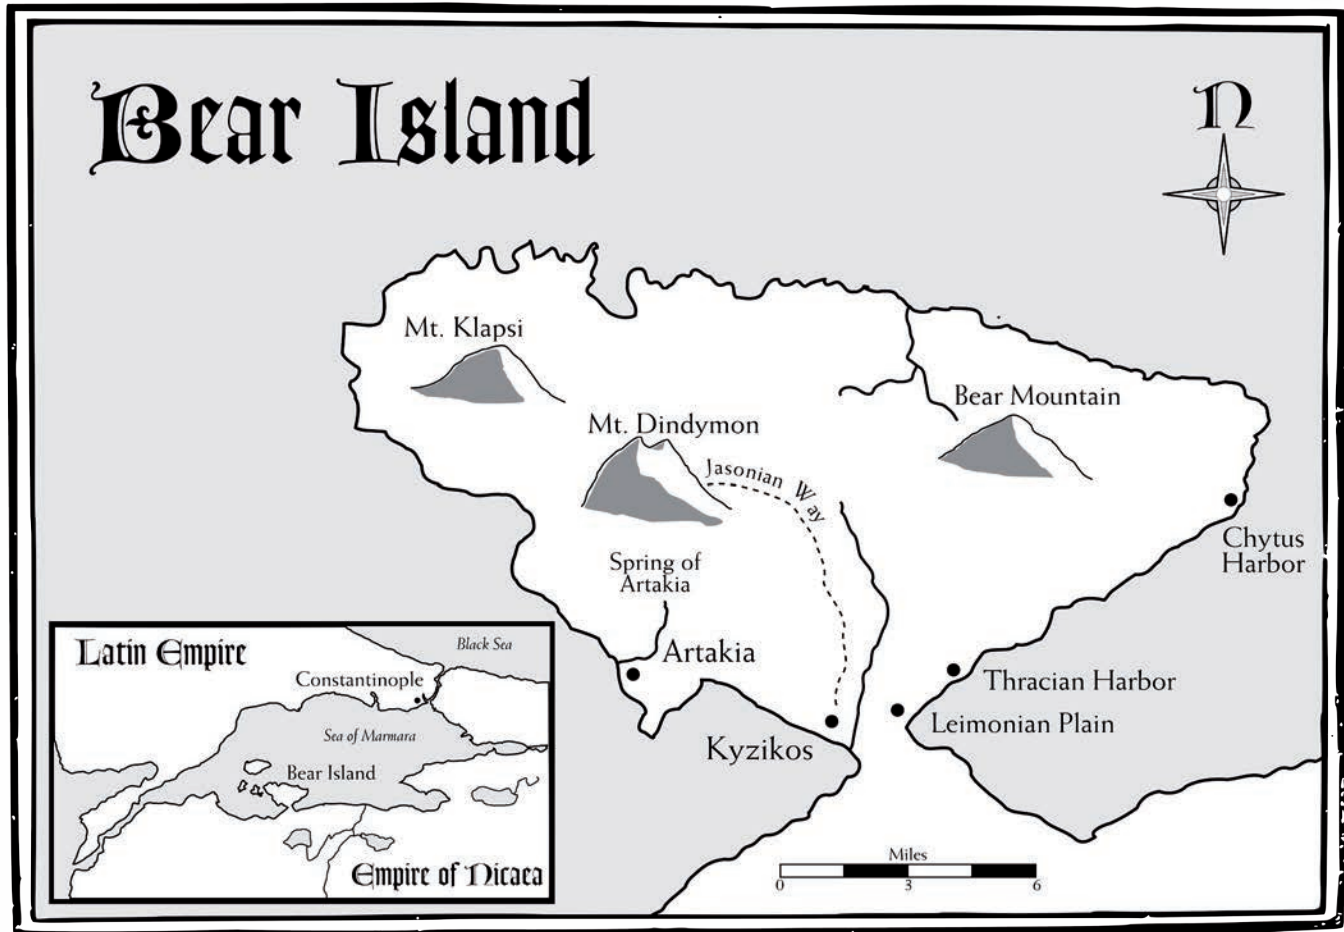 Bear Island
N
Mt. Klapsi
Bear Mountain
Mt. Dindymon
Jasonian Way
Chytus
Harbor
Spring of
Artakia
Artakia
Thracian Harbor
Leimonian Plain
Kyzikos
Latin Empire
Black Sea
Constantinople
Sea of Marmara
Bear Island
Empire of Nicaea
Miles
0 3 6